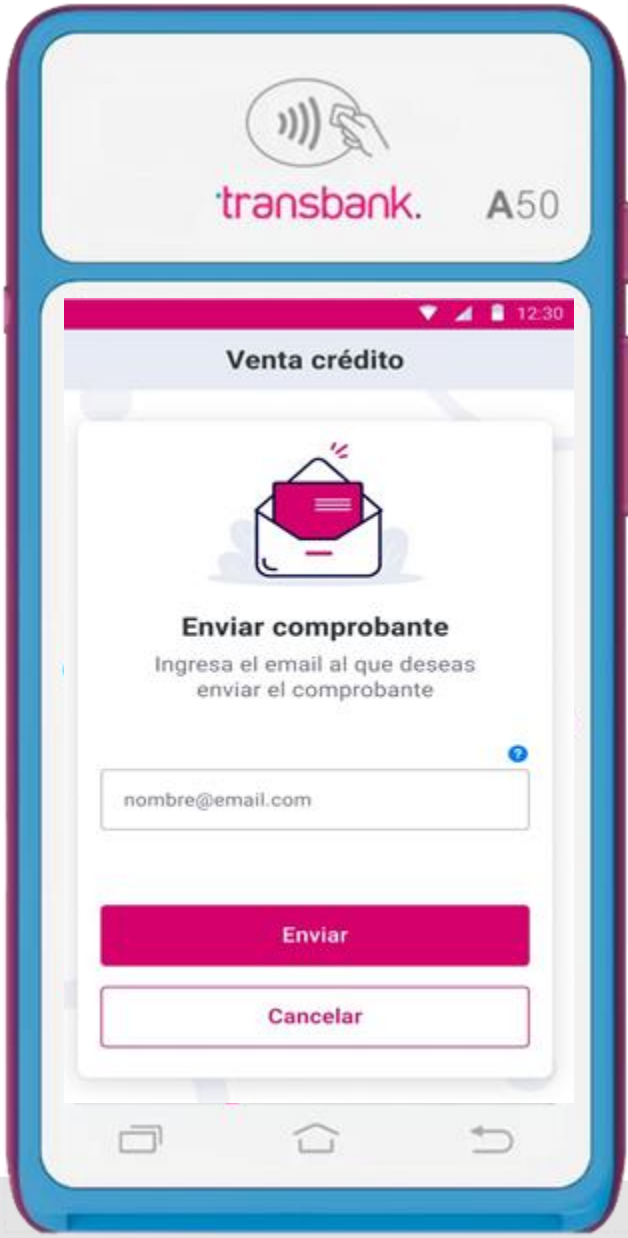 transbank.
A50
12:30
Venta crédito
Enviar comprobante
Ingresa el email al que deseas
enviar el comprobante
?
nombre@email.com
Enviar
Cancelar